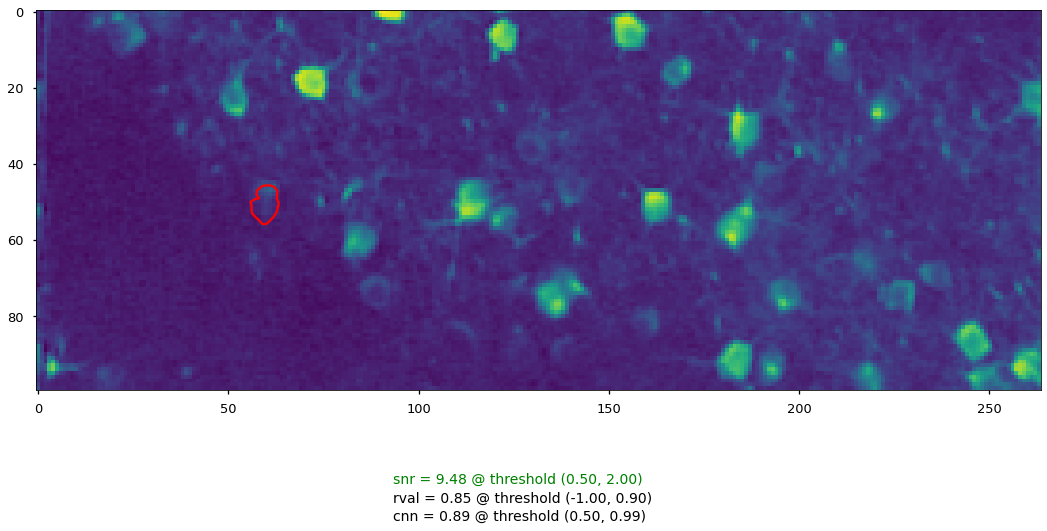 0
20
40
60
80
0 50 100 150 200 250
snr = 9.48 @ threshold (0.50, 2.00)
rval = 0.85 @ threshold (-1.00, 0.90)
cnn = 0.89 @ threshold (0.50, 0.99)